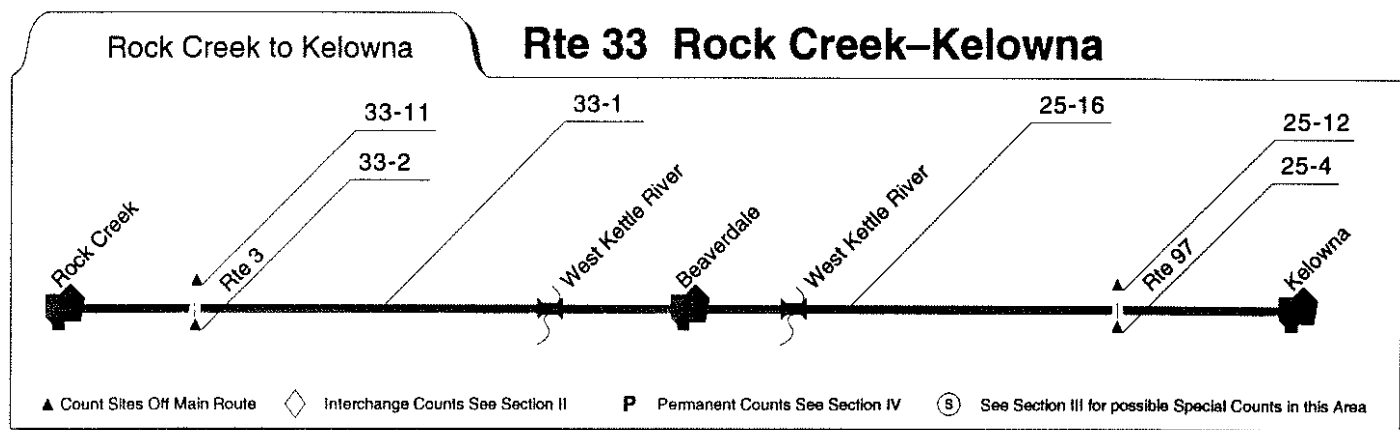 Rock Creek to Kelowna
Rte 33 Rock Creek–Kelowna
33-11
33-2
33-1
25-16
25-12
25-4
Rock Creek
Rte 3
West Kettle River
Beaverdale
West Kettle River
Rte 97
Kelowna
▲ Count Sites Off Main Route
Interchange Counts See Section II
P Permanent Counts See Section IV
S See Section III for possible Special Counts in this Area